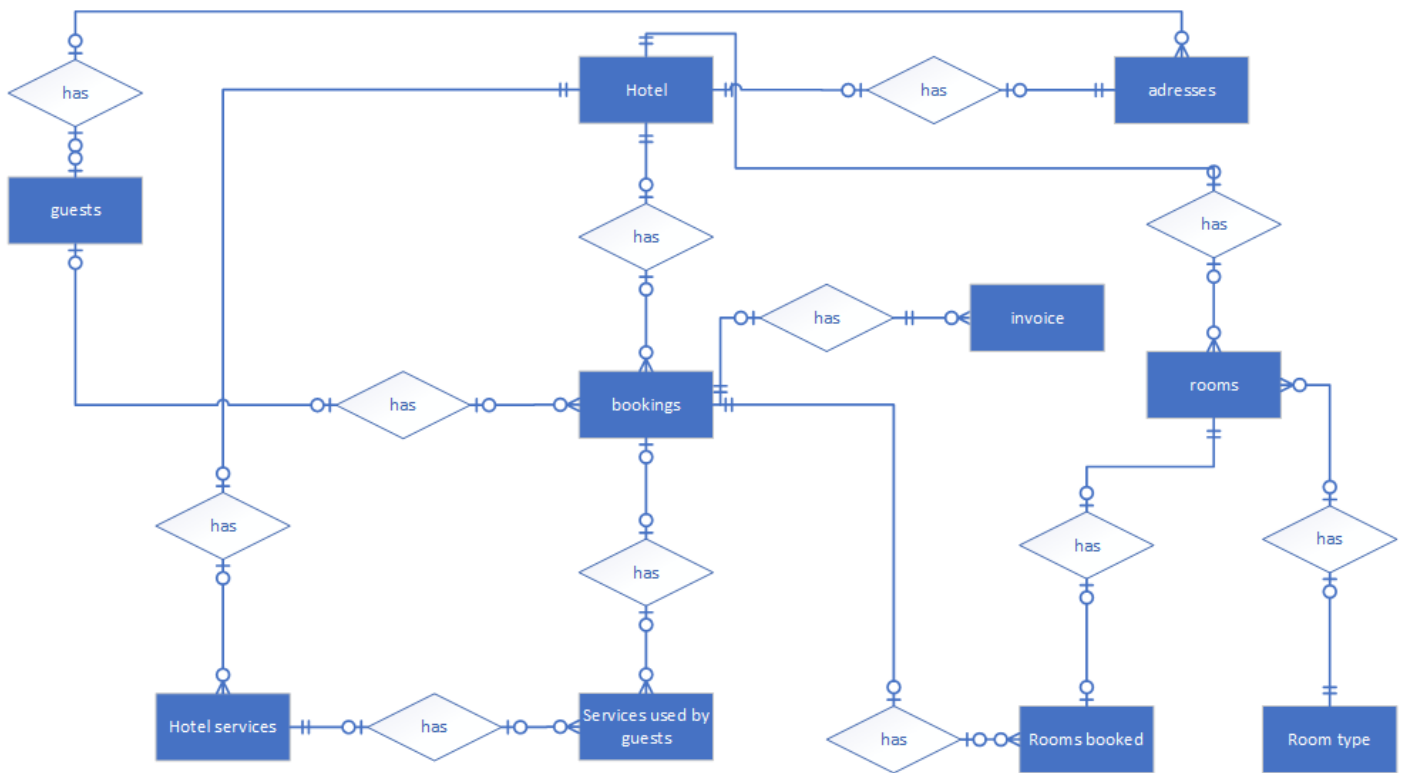 has
Hotel
has
adresses
guests
has
has
has
invoice
rooms
has
bookings
has
has
has
has
Hotel services
has
Services used by
guests
has
Rooms booked
Room type